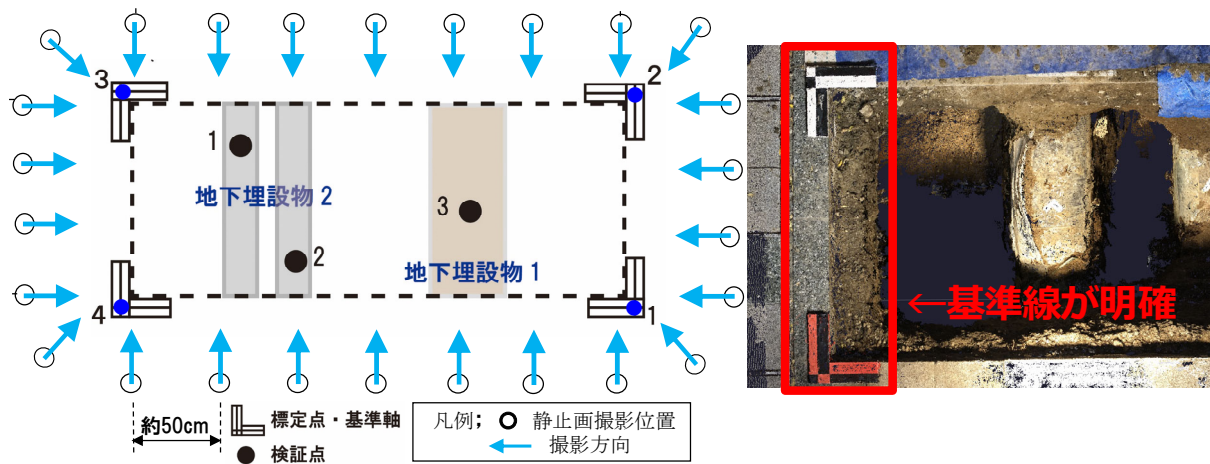 3
2
1
地下埋設物 2
3
2
地下埋設物 1
4
1
←基準線が明確
約50cm
標定点・基準軸
検証点
凡例; 静止画撮影位置
撮影方向